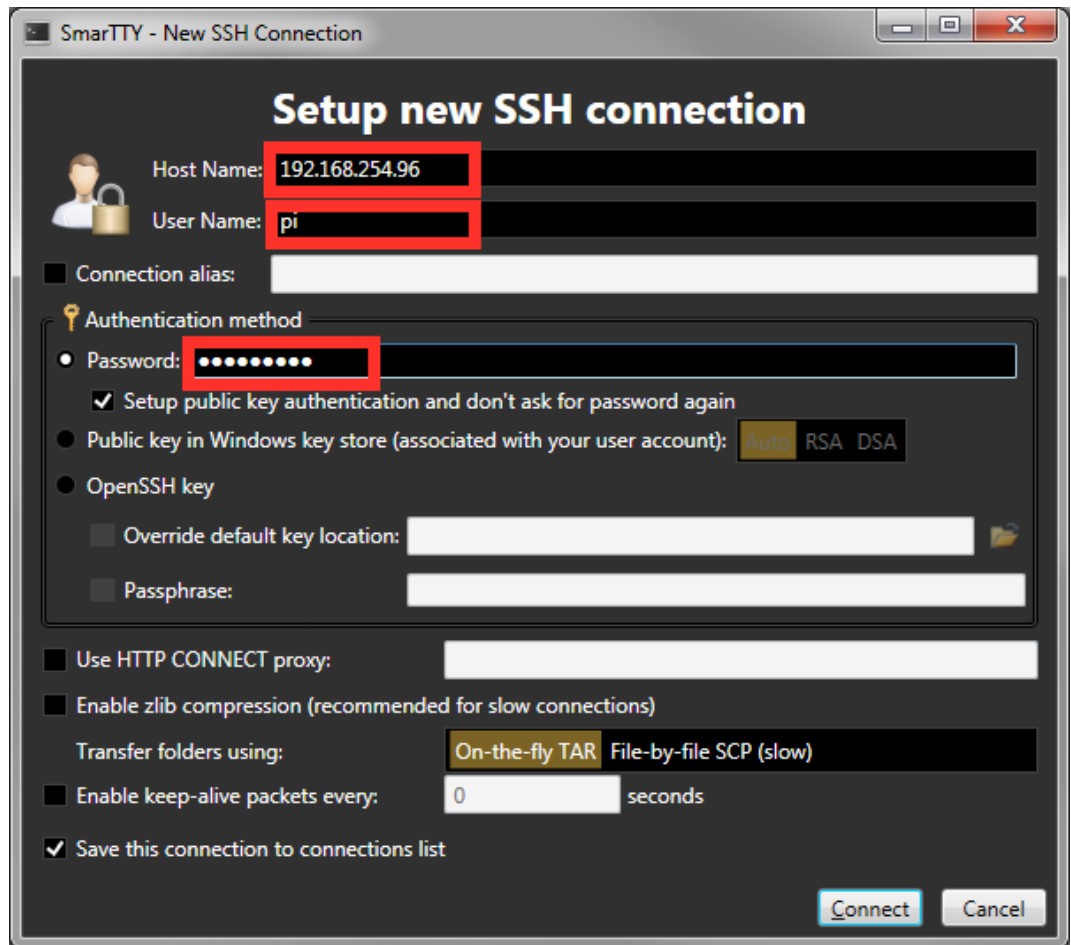 SmarTTY - New SSH Connection
Setup new SSH connection
Host Name: 192.168.254.96
User Name: pi
Connection alias:
Authentication method
Password: ●●●●●●●●●
Setup public key authentication and don't ask for password again
Public key in Windows key store (associated with your user account): Auto RSA DSA
OpenSSH key
Override default key location:
Passphrase:
Use HTTP CONNECT proxy:
Enable zlib compression (recommended for slow connections)
Transfer folders using: On-the-fly TAR File-by-file SCP (slow)
Enable keep-alive packets every: 0 seconds
Save this connection to connections list
Connect Cancel